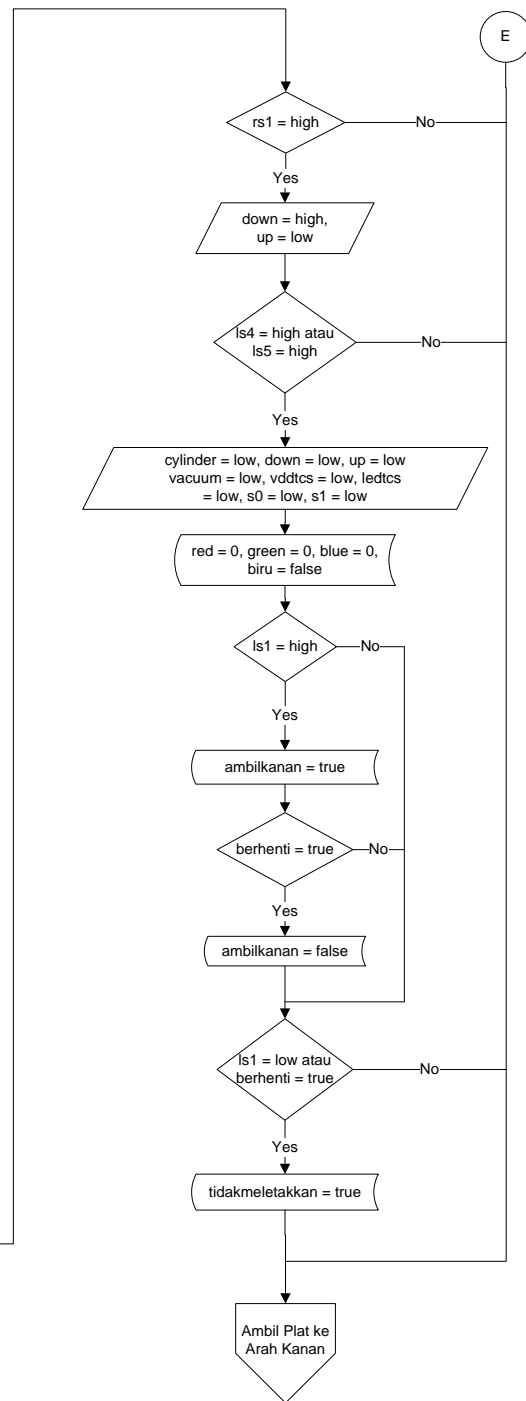 E
rs1 = high
No
Yes
down = high,
up = low
ls4 = high atau
ls5 = high
No
Yes
cylinder = low, down = low, up = low
vacuum = low, vddtcs = low, ledtcs
= low, s0 = low, s1 = low
red = 0, green = 0, blue = 0,
biru = false
ls1 = high
No
Yes
ambilkanan = true
berhenti = true
No
Yes
ambilkanan = false
ls1 = low atau
berhenti = true
No
Yes
tidakmeletakkan = true
Ambil Plat ke
Arah Kanan